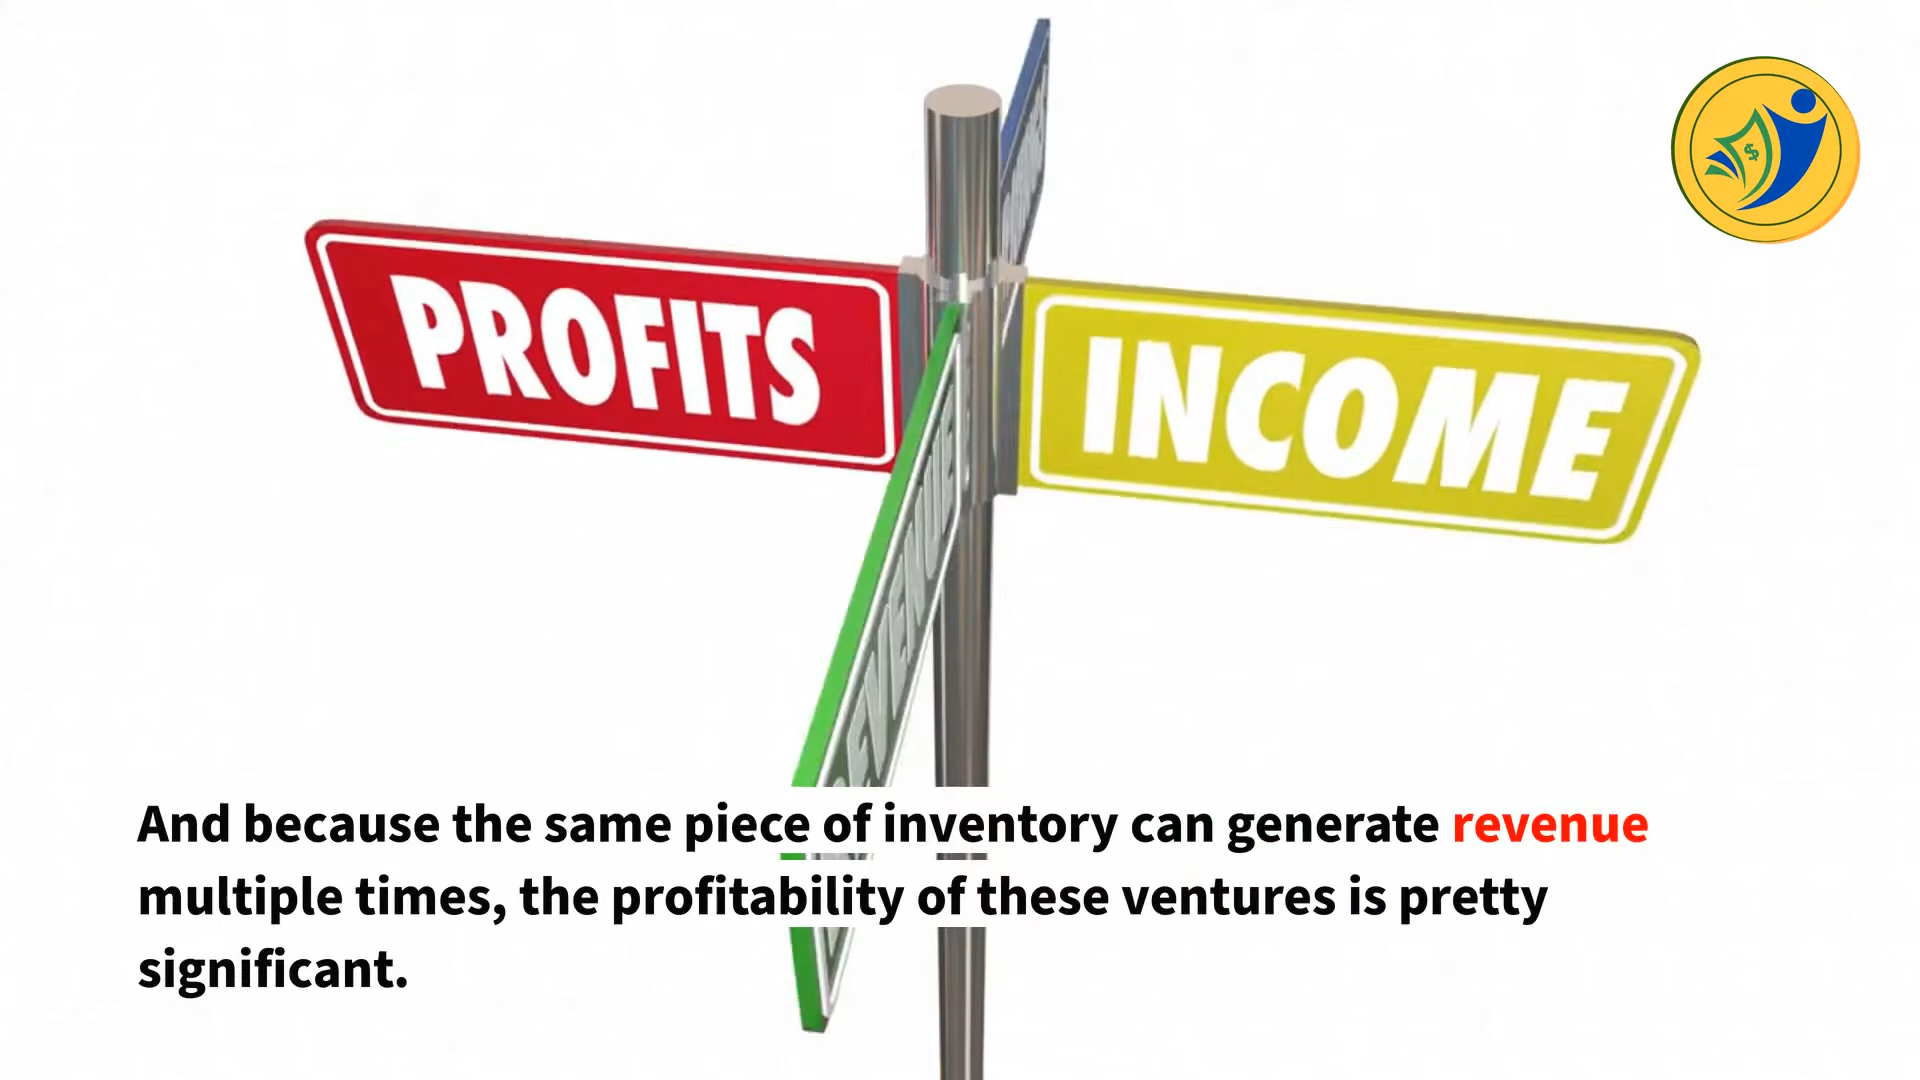 PROFITS
INCOME
REVENUE
$
And because the same piece of inventory can generate revenue
multiple times, the profitability of these ventures is pretty
significant.